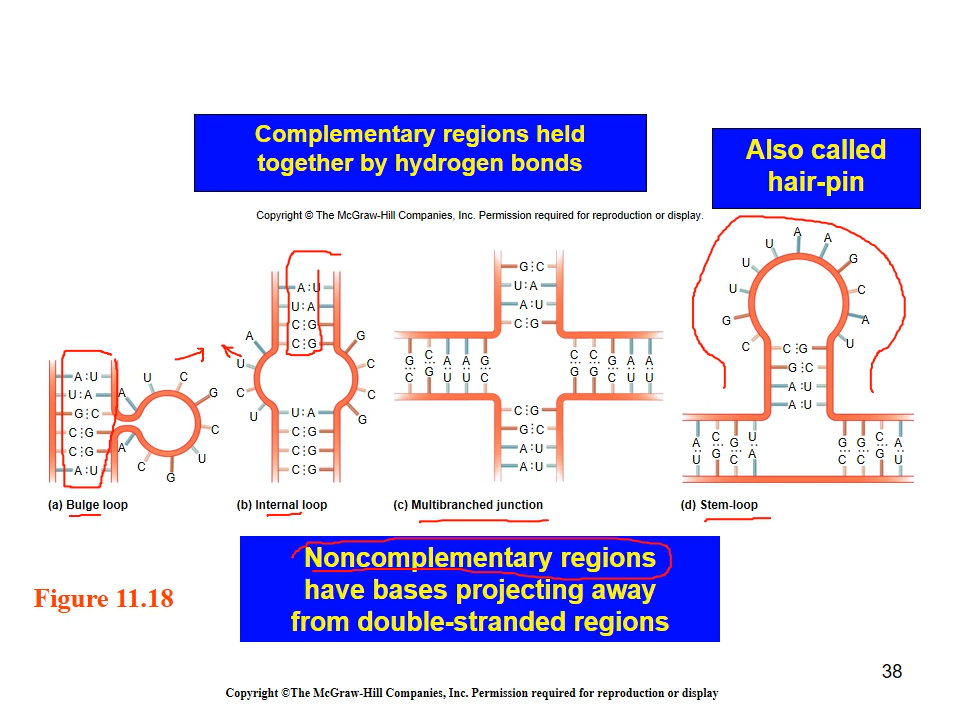 Complementary regions held
together by hydrogen bonds
Also called
hair-pin
Copyright © The McGraw-Hill Companies, Inc. Permission required for reproduction or display.
A:U
U:A
G:C
C:G
C:G
A:U
A
U
C
G
C
U
G
C
A
(a) Bulge loop
A:U
U:A
C:G
C:G
A
U
C
U
G
C
C
G
U:A
C:G
C:G
C:G
(b) Internal loop
G:C
U:A
A:U
C:G
G C A U G
C G U A C
C C G A A
G G C U U
C:G
G:C
A:U
A:U
(c) Multibranched junction
C
G
U
U
U
A
A
G
C
A
U
C:G
G:C
A:U
A:U
A C G U
U G C A
G G C A
C C G U
(d) Stem-loop
Noncomplementary regions
have bases projecting away
from double-stranded regions
Figure 11.18
38
Copyright ©The McGraw-Hill Companies, Inc. Permission required for reproduction or display